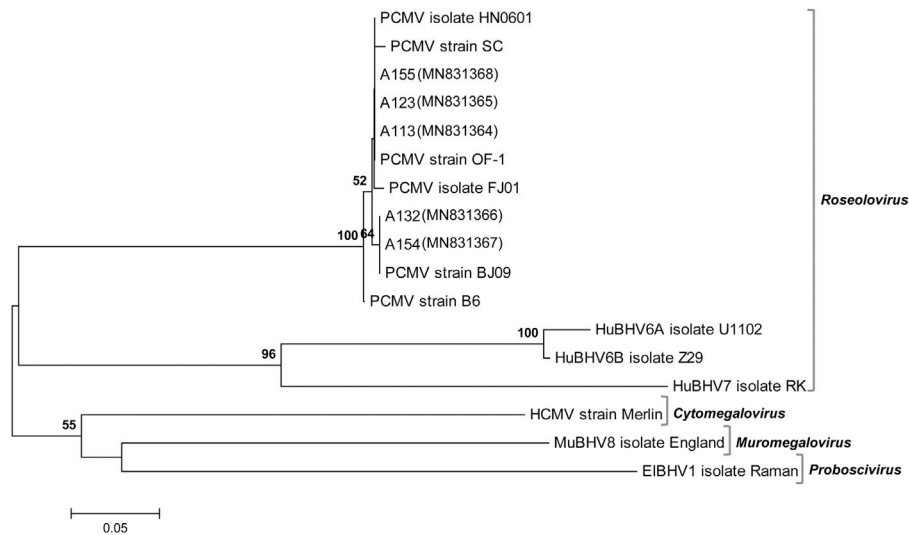 PCMV isolate HN0601
PCMV strain SC
A155(MN831368)
A123(MN831365)
A113(MN831364)
PCMV strain OF-1
52
PCMV isolate FJ01
Roseolovirus
A132(MN831366)
100
64
A154(MN831367)
PCMV strain BJ09
PCMV strain B6
100
HuBHV6A isolate U1102
96
HuBHV6B isolate Z29
HuBHV7 isolate RK
55
HCMV strain Merlin
Cytomegalovirus
MuBHV8 isolate England
Muromegalovirus
ElBHV1 isolate Raman
Proboscivirus
0.05